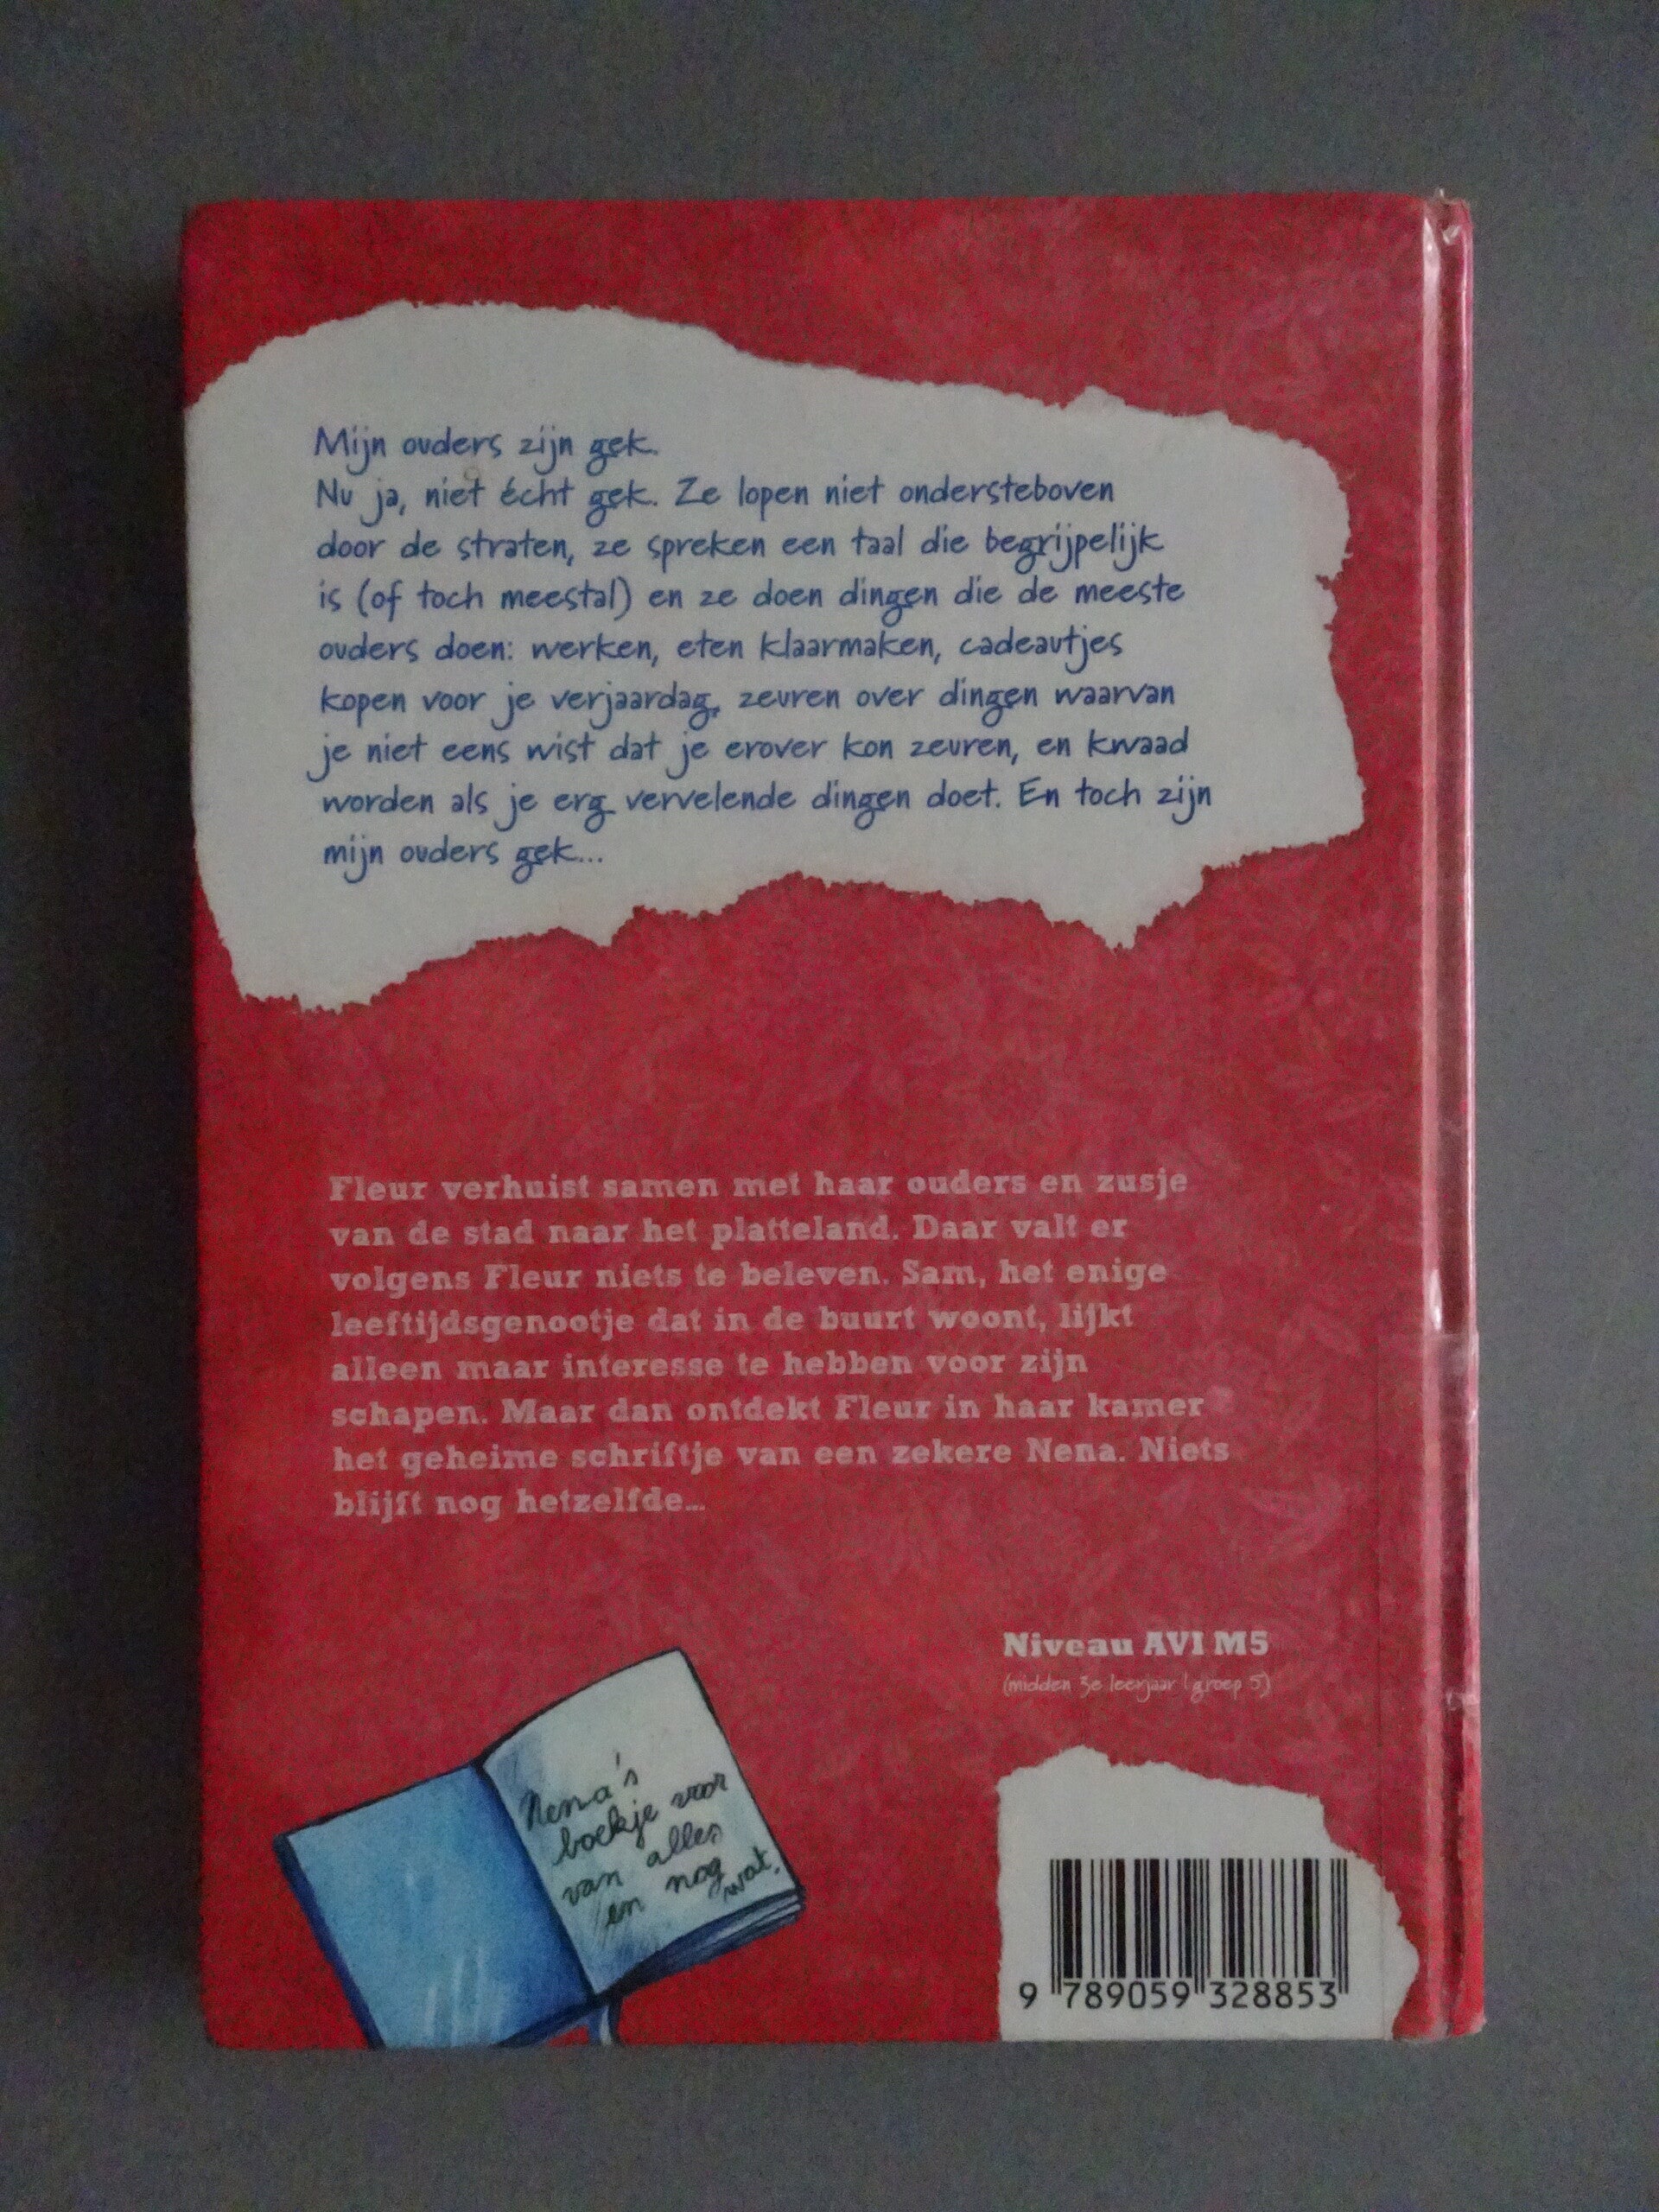 Mijn ouders zijn gek.
Nu ja, niet écht gek. Ze lopen niet ondersteboven
door de straten, ze spreken een taal die begrijpelijk
is (of toch meestal) en ze doen dingen die de meeste
ouders doen: werken, eten klaarmaken, cadeautjes
kopen voor je verjaardag, zeuren over dingen waarvan
je niet eens wist dat je erover kon zeuren, en kwaad
worden als je erg vervelende dingen doet. En toch zijn
mijn ouders gek...
Fleur verhuist samen met haar ouders en zusje
van de stad naar het platteland. Daar valt er
volgens Fleur niets te beleven. Sam, het enige
leeftijdsgenootje dat in de buurt woont, lijkt
alleen maar interesse te hebben voor zijn
schapen. Maar dan ontdekt Fleur in haar kamer
het geheime schriftje van een zekere Nena. Niets
blijft nog hetzelfde...
Niveau AVI M5
(midden 3e leerjaar | groep 5)
Nena's
boekje voor
van alles
en nog
wat.
9 789059 328853